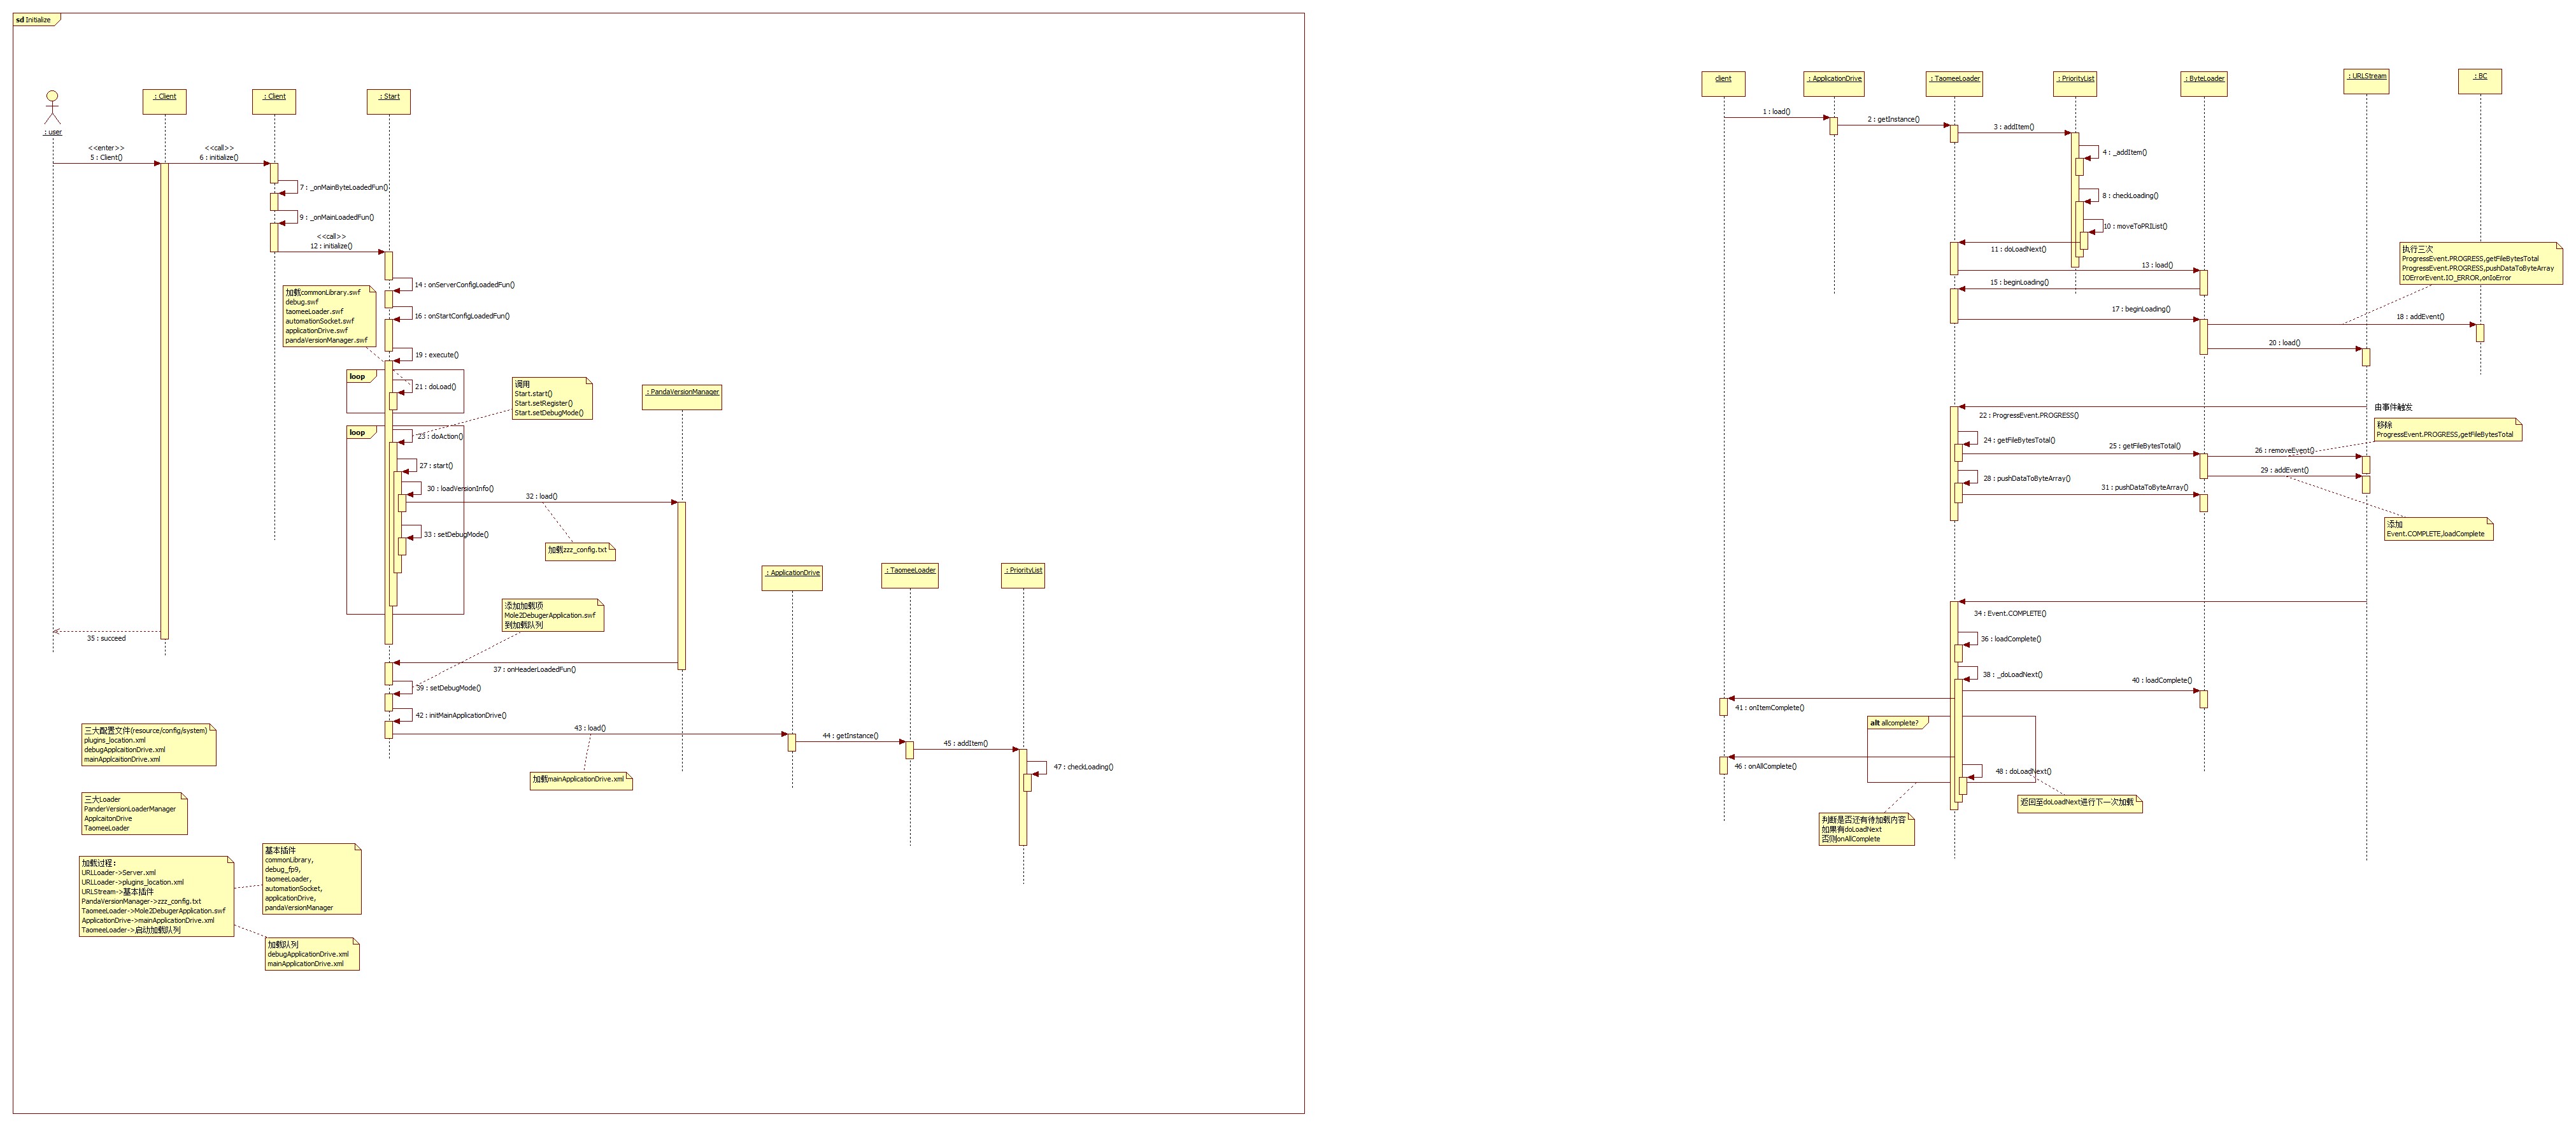 sd Initialize
: user
: Client
: Client
: Start
<<enter>>
5 : Client()
<<call>>
6 : initialize()
7 : _onMainByteLoadedFun()
9 : _onMainLoadedFun()
<<call>>
12 : initialize()
14 : onServerConfigLoadedFun()
加载commonLibrary.swf
debug.swf
taomeeLoader.swf
automationSocket.swf
applicationDrive.swf
pandaVersionManager.swf
16 : onStartConfigLoadedFun()
19 : execute()
loop
21 : doLoad()
调用
Start.start()
Start.setRegister()
Start.setDebugMode()
: PandaVersionManager
loop
23 : doAction()
27 : start()
30 : loadVersionInfo()
32 : load()
33 : setDebugMode()
加载zzz_config.txt
: ApplicationDrive
: TaomeeLoader
: PriorityList
添加加载项
Mole2DebugerApplication.swf
到加载队列
35 : succeed
37 : onHeaderLoadedFun()
39 : setDebugMode()
42 : initMainApplicationDrive()
43 : load()
44 : getInstance()
45 : addItem()
47 : checkLoading()
加载mainApplicationDrive.xml
三大配置文件(resource/config/system)
plugins_location.xml
debugApplcaitionDrive.xml
mainApplcaitionDrive.xml
三大Loader
PanderVersionLoaderManager
ApplcaitonDrive
TaomeeLoader
加载过程：
URLLoader->Server.xml
URLLoader->plugins_location.xml
URLStream->基本插件
PandaVersionManager->zzz_config.txt
TaomeeLoader->Mole2DebugerApplication.swf
ApplicationDrive->mainApplicationDrive.xml
TaomeeLoader->启动加载队列
基本插件
commonLibrary,
debug_fp9,
taomeeLoader,
automationSocket,
applicationDrive,
pandaVersionManager
加载队列
debugApplicationDrive.xml
mainApplicationDrive.xml
client
: ApplicationDrive
: TaomeeLoader
: PriorityList
: ByteLoader
: URLStream
: BC
1 : load()
2 : getInstance()
3 : addItem()
4 : _addItem()
8 : checkLoading()
10 : moveToPRIList()
11 : doLoadNext()
13 : load()
15 : beginLoading()
17 : beginLoading()
执行三次
ProgressEvent.PROGRESS,getFileBytesTotal
ProgressEvent.PROGRESS,pushDataToByteArray
IOErrorEvent.IO_ERROR,onIoError
18 : addEvent()
20 : load()
22 : ProgressEvent.PROGRESS()
由事件触发
24 : getFileBytesTotal()
25 : getFileBytesTotal()
26 : removeEvent()
移除
ProgressEvent.PROGRESS,getFileBytesTotal
28 : pushDataToByteArray()
29 : addEvent()
31 : pushDataToByteArray()
添加
Event.COMPLETE,loadComplete
34 : Event.COMPLETE()
36 : loadComplete()
38 : _doLoadNext()
40 : loadComplete()
41 : onItemComplete()
alt allcomplete?
46 : onAllComplete()
48 : doLoadNext()
返回至doLoadNext进行下一次加载
判断是否还有待加载内容
如果有doLoadNext
否则onAllComplete